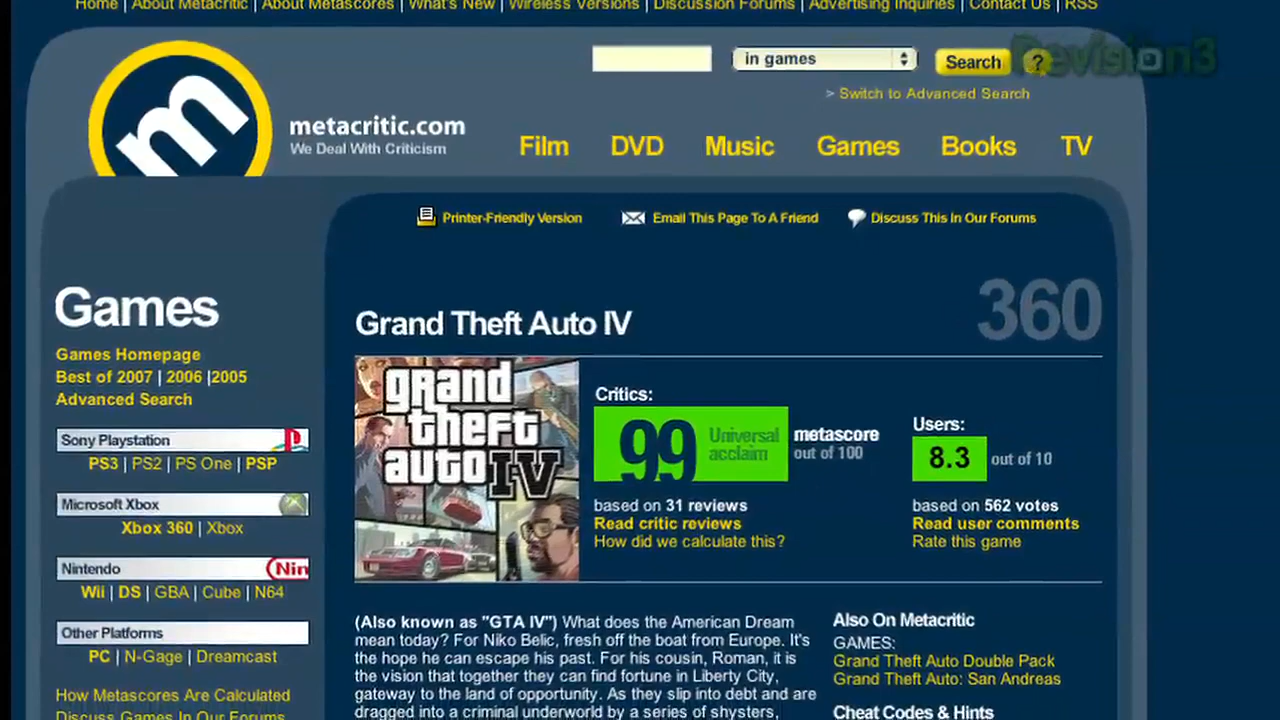 Home | About Metacritic | About Metascores | What's New | Wireless Versions | Discussion Forums | Advertising Inquiries | Contact Us | RSS
Revision3
in games
Search
?
> Switch to Advanced Search
m
metacritic.com
We Deal With Criticism
Film DVD Music Games Books TV
Printer-Friendly Version
Email This Page To A Friend
Discuss This In Our Forums
Games
Games Homepage
Best of 2007 | 2006 |2005
Advanced Search
Sony Playstation
PS3 | PS2 | PS One | PSP
Microsoft Xbox
Xbox 360 | Xbox
Nintendo
Nin
Wii | DS | GBA | Cube | N64
Other Platforms
PC | N-Gage | Dreamcast
How Metascores Are Calculated
Discuss Games In Our Forums
360
Grand Theft Auto IV
grand
theft
auto IV
Critics:
99 Universal acclaim
metascore
out of 100
based on 31 reviews
Read critic reviews
How did we calculate this?
Users:
8.3 out of 10
based on 562 votes
Read user comments
Rate this game
(Also known as "GTA IV") What does the American Dream
mean today? For Niko Belic, fresh off the boat from Europe. It's
the hope he can escape his past. For his cousin, Roman, it is
the vision that together they can find fortune in Liberty City,
gateway to the land of opportunity. As they slip into debt and are
dragged into a criminal underworld by a series of shysters,
Also On Metacritic
GAMES:
Grand Theft Auto Double Pack
Grand Theft Auto: San Andreas
Cheat Codes & Hints